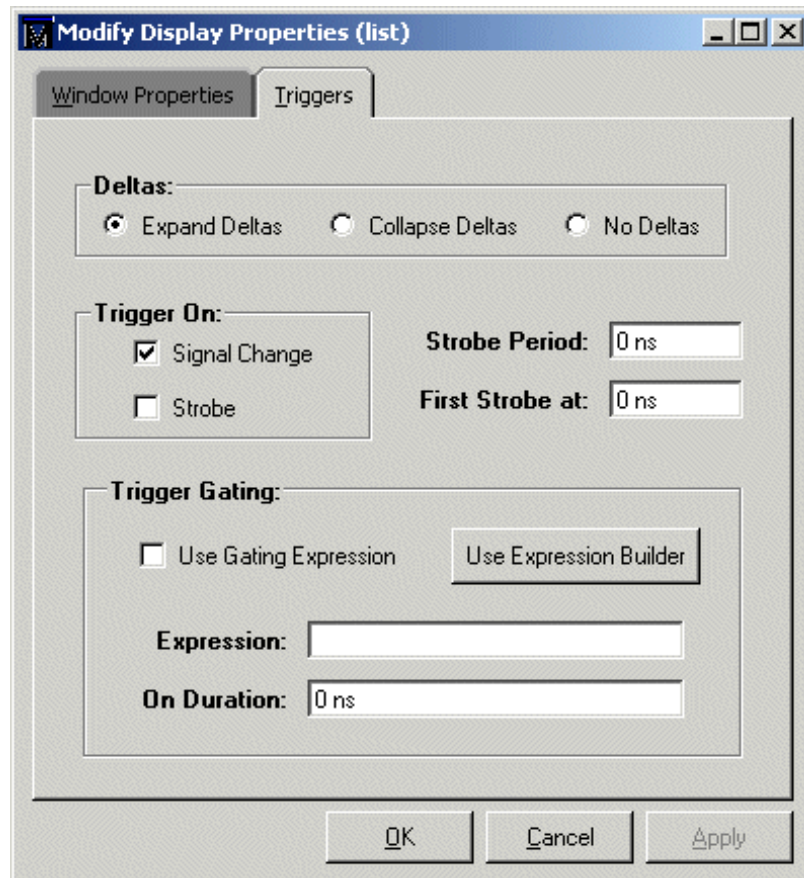 Modify Display Properties (list)
Window Properties
Triggers
Deltas:
Expand Deltas
Collapse Deltas
No Deltas
Trigger On:
Signal Change
Strobe
Strobe Period: 0 ns
First Strobe at: 0 ns
Trigger Gating:
Use Gating Expression
Use Expression Builder
Expression:
On Duration: 0 ns
OK
Cancel
Apply